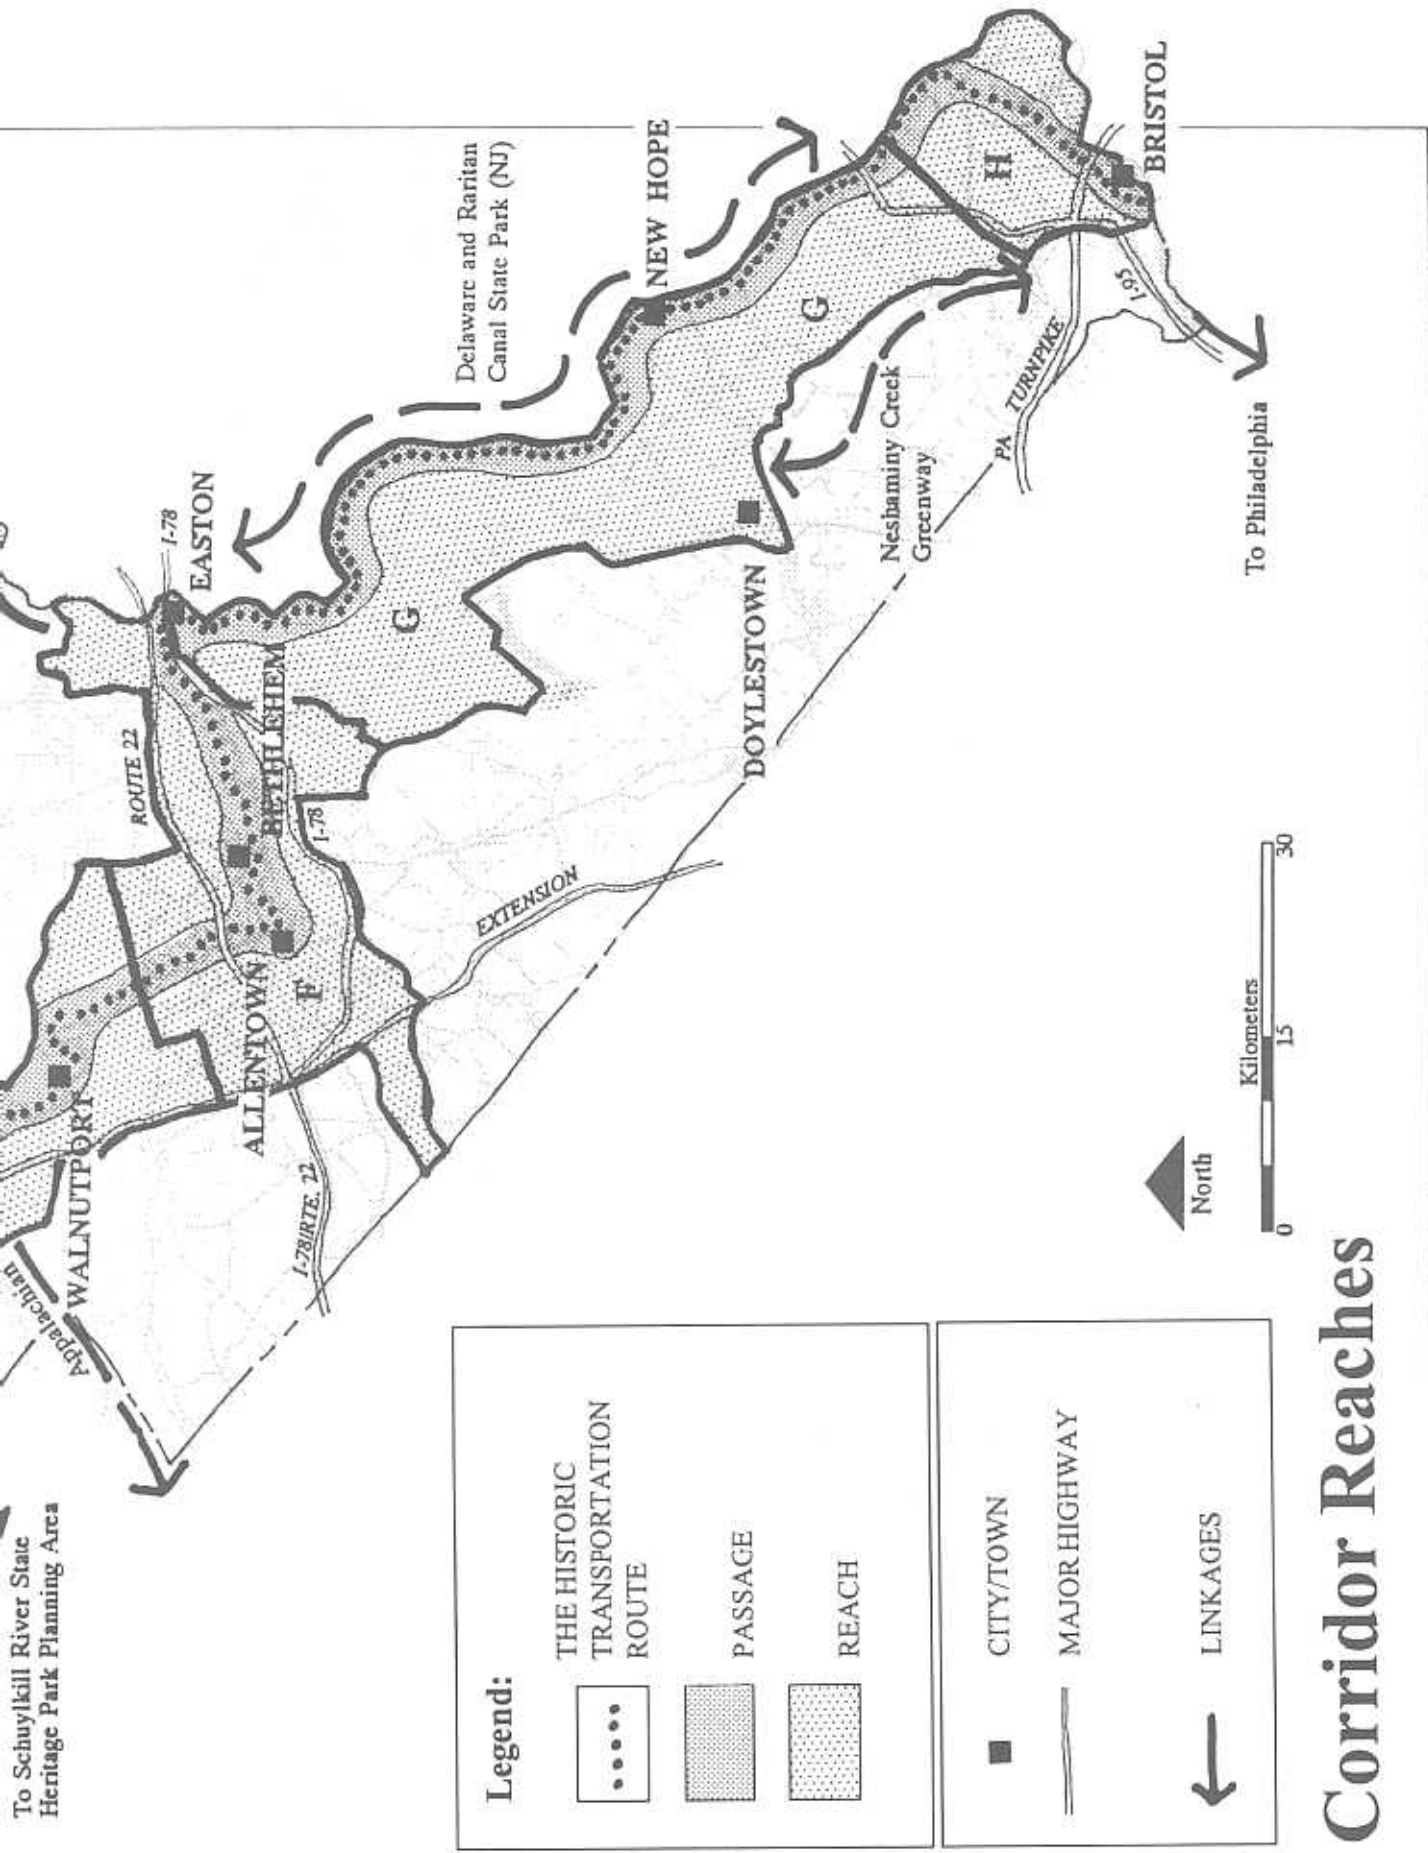 To Schuylkill River State
Heritage Park Planning Area
Appalachian
WALNUTPORT
ALLENTOWN
F
I-78/RTE. 22
ROUTE 22
BETHLEHEM
I-78
EXTENSION
I-78
EASTON
G
Delaware and Raritan
Canal State Park (NJ)
NEW HOPE
DOYLESTOWN
G
Neshaminy Creek
Greenway
PA TURNPIKE
I-95
H
BRISTOL
To Philadelphia
Legend:
THE HISTORIC
TRANSPORTATION
ROUTE
PASSAGE
REACH
CITY/TOWN
MAJOR HIGHWAY
LINKAGES
North
Kilometers
0 15 30
Corridor Reaches